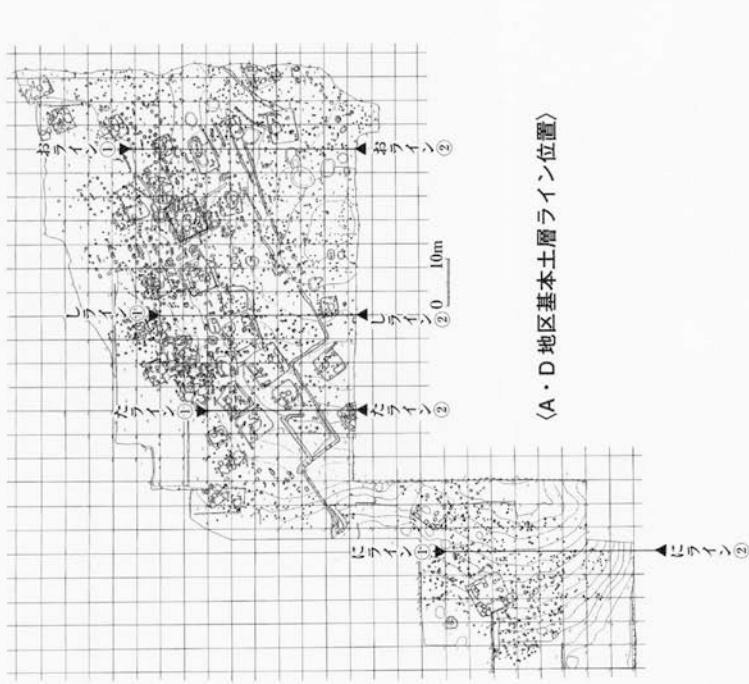 おライン①
おライン②
しライン①
しライン②
0 10m
たライン①
たライン②
にライン①
にライン②
〈A・D 地区基本土層ライン位置〉